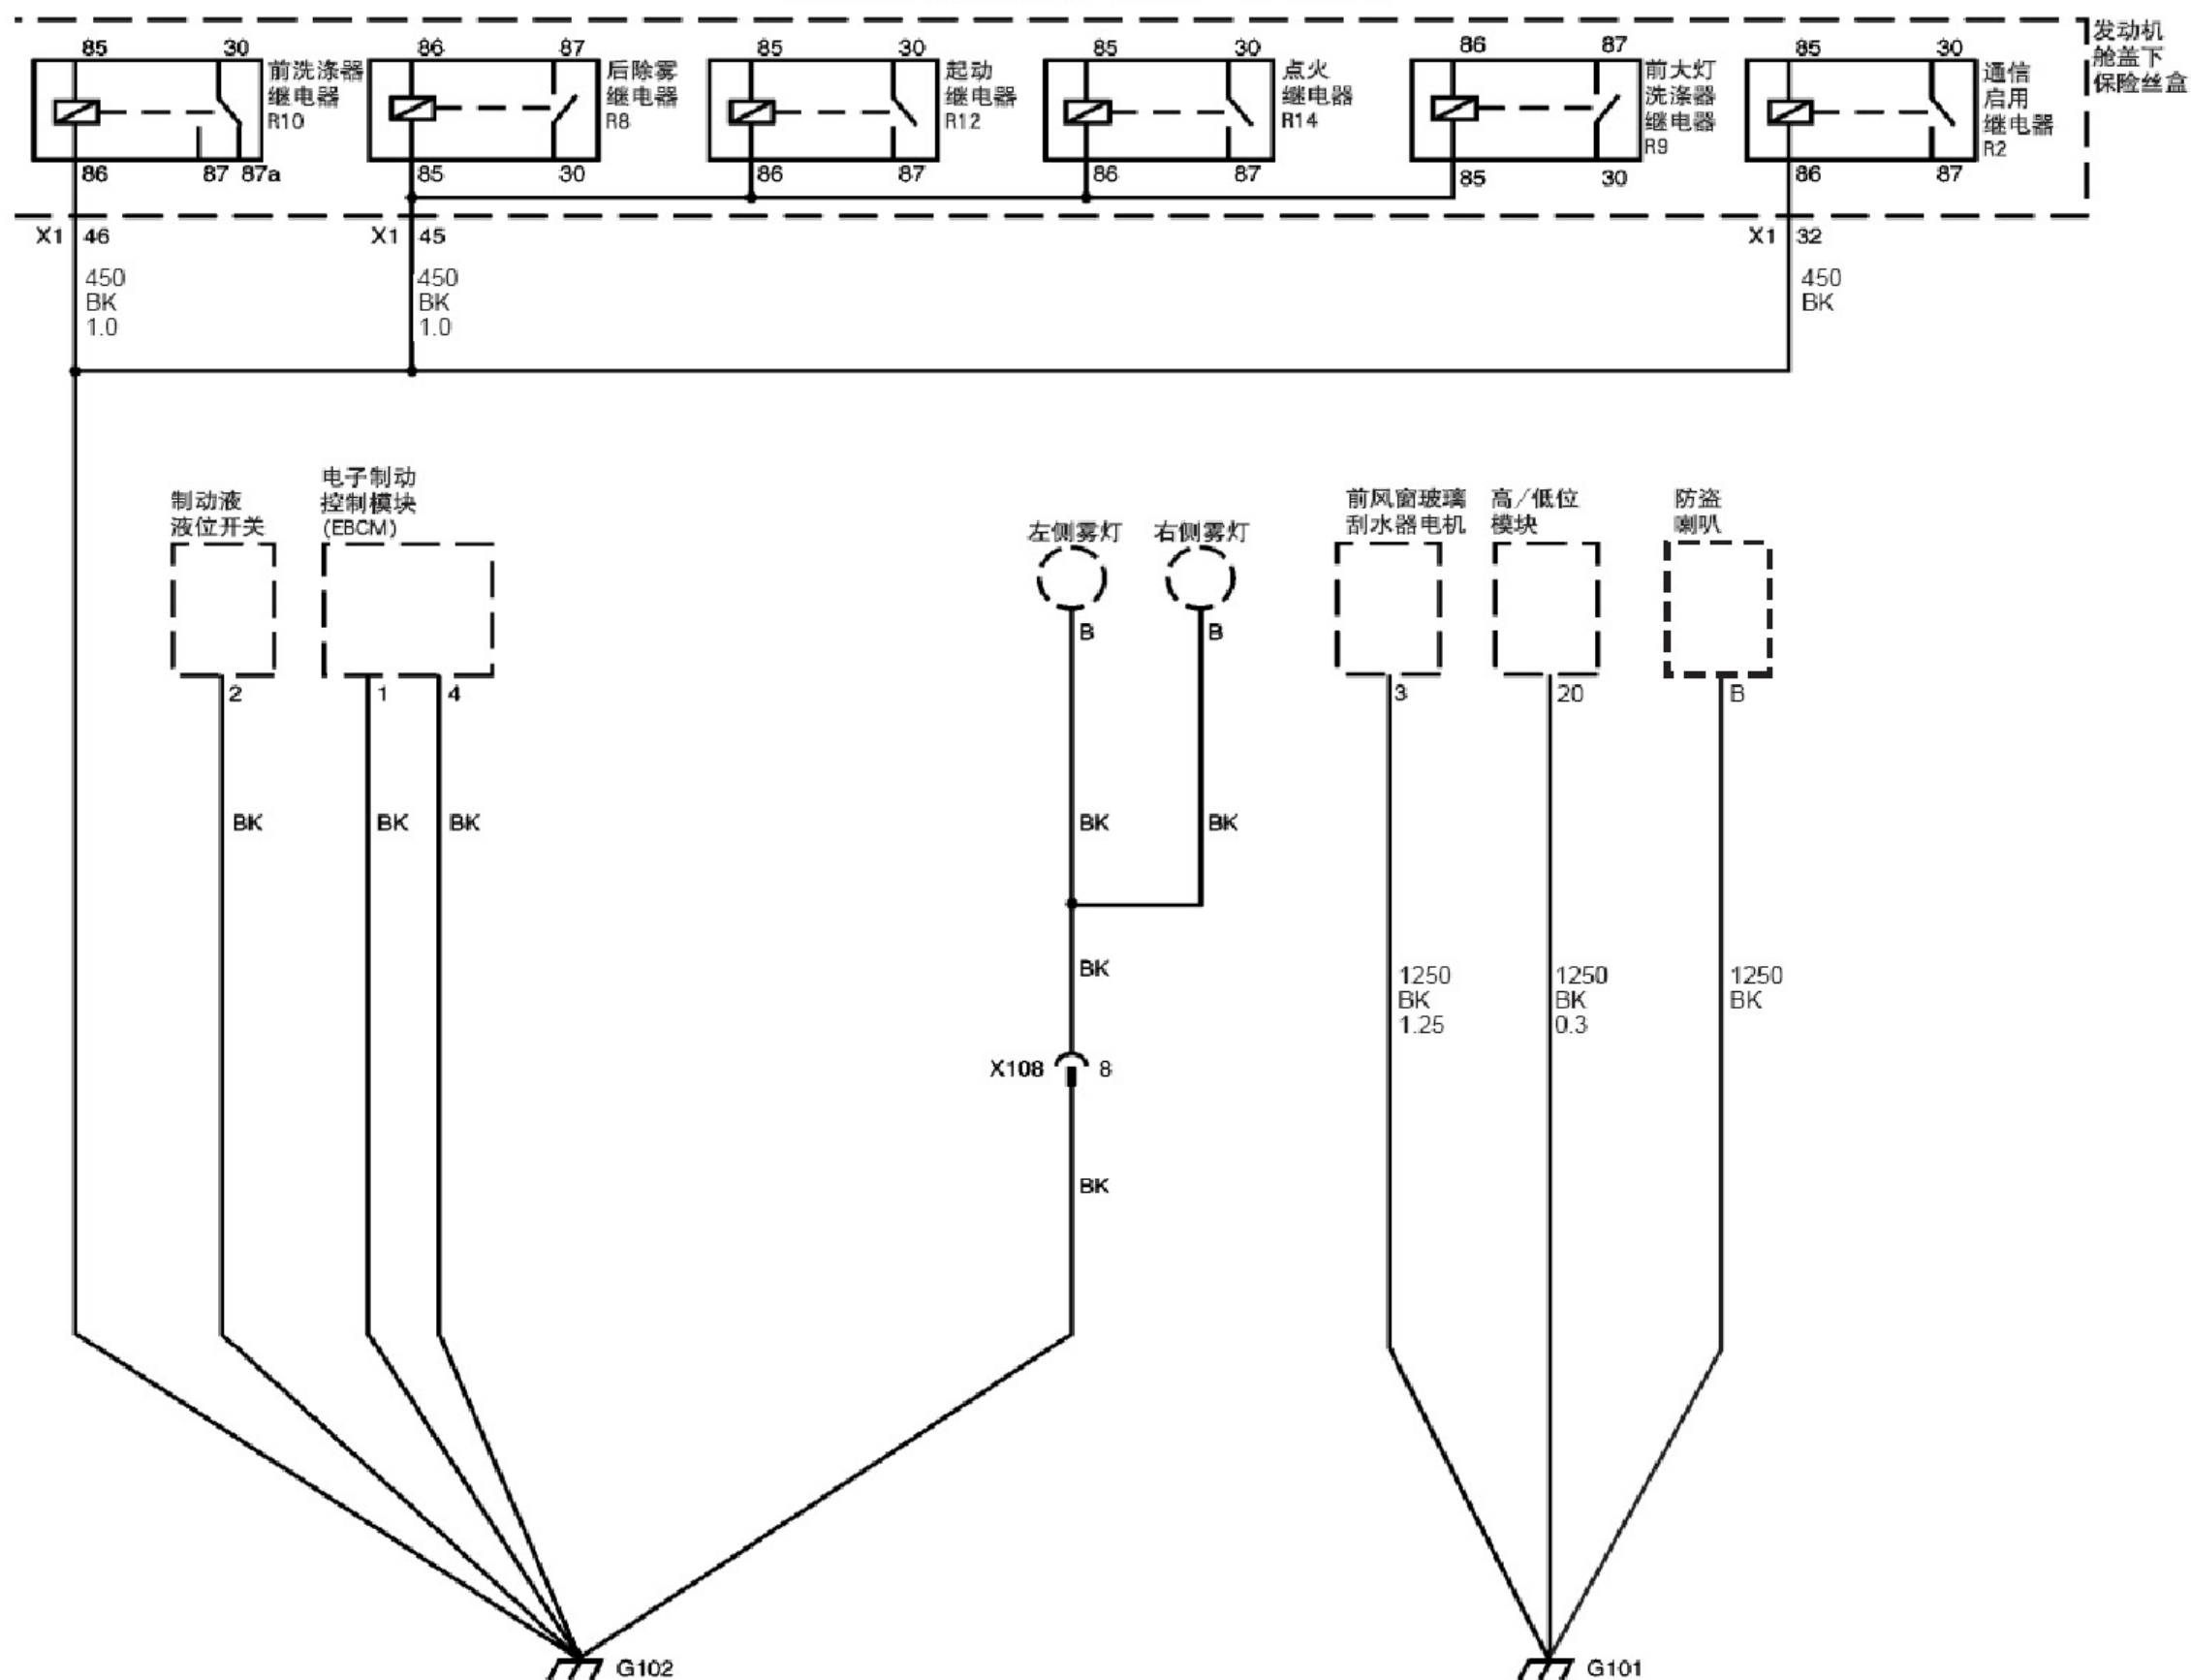 85
30
前洗涤器
继电器
R10
86
87
87a
86
87
后除雾
继电器
R8
85
30
85
30
起动
继电器
R12
86
87
85
30
点火
继电器
R14
86
87
86
87
前大灯
洗涤器
继电器
R9
85
30
85
30
通信
启用
继电器
R2
86
87
发动机
舱盖下
保险丝盒
X1
46
X1
45
X1
32
450
BK
1.0
450
BK
1.0
450
BK
制动液
液位开关
电子制动
控制模块
(EBCM)
左侧雾灯
右侧雾灯
前风窗玻璃
刮水器电机
高/低位
模块
防盗
喇叭
2
1
4
B
B
3
20
B
BK
BK
BK
BK
BK
BK
1250
BK
1.25
1250
BK
0.3
1250
BK
X108
8
BK
G102
G101